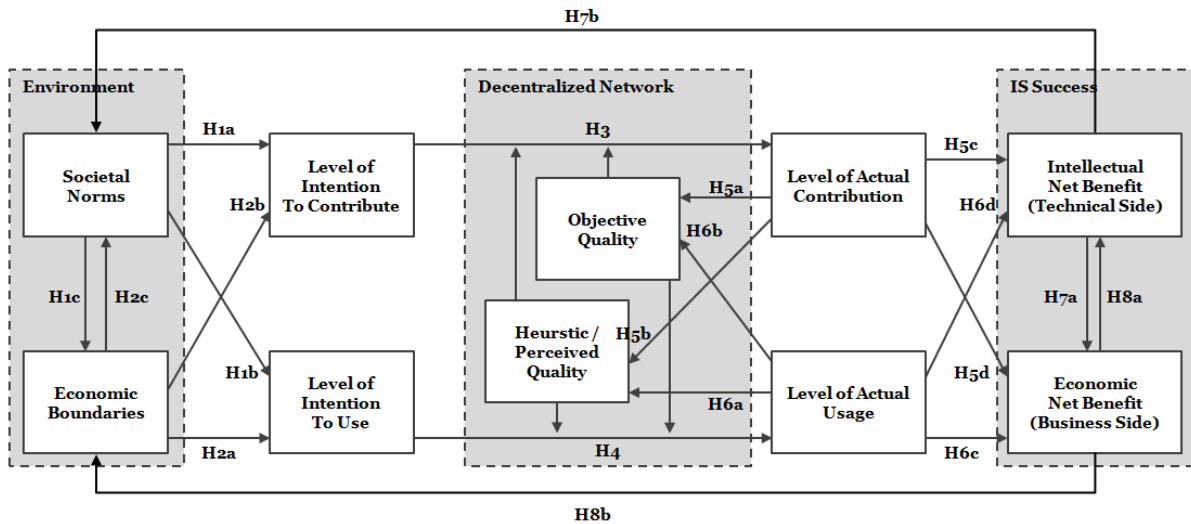 H7b
Environment
Decentralized Network
IS Success
H1a
H3
H5c
Societal
Norms
Level of
Intention
To Contribute
H2b
Objective
Quality
H5a
H6b
Level of Actual
Contribution
H6d
Intellectual
Net Benefit
(Technical Side)
H1c
H2c
H7a
H8a
Heurstic /
Perceived
Quality
H5b
H1b
H5d
Economic
Boundaries
Level of
Intention
To Use
H6a
Level of Actual
Usage
Economic
Net Benefit
(Business Side)
H2a
H4
H6c
H8b